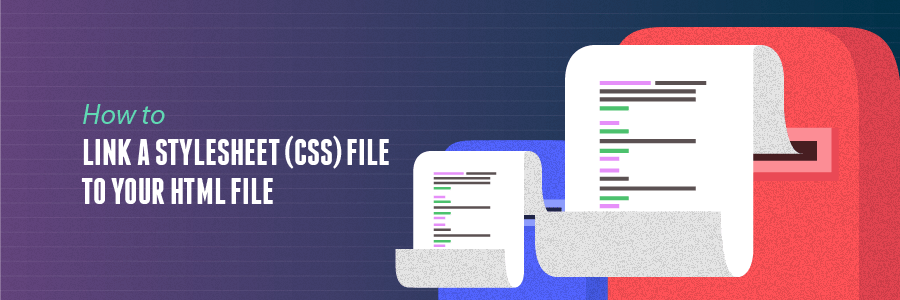 How to
LINK A STYLESHEET (CSS) FILE
TO YOUR HTML FILE